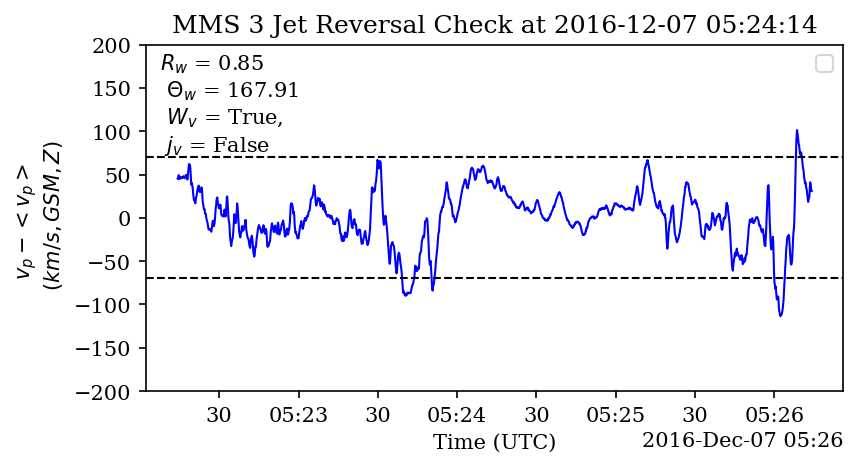 MMS 3 Jet Reversal Check at 2016-12-07 05:24:14
R_w = 0.85
Θ_w = 167.91
W_v = True,
j_v = False
v_p − < v_p >
(km/s, GSM, Z)
200
150
100
50
0
−50
−100
−150
−200
30 05:23 30 05:24 30 05:25 30 05:26
Time (UTC)
2016-Dec-07 05:26